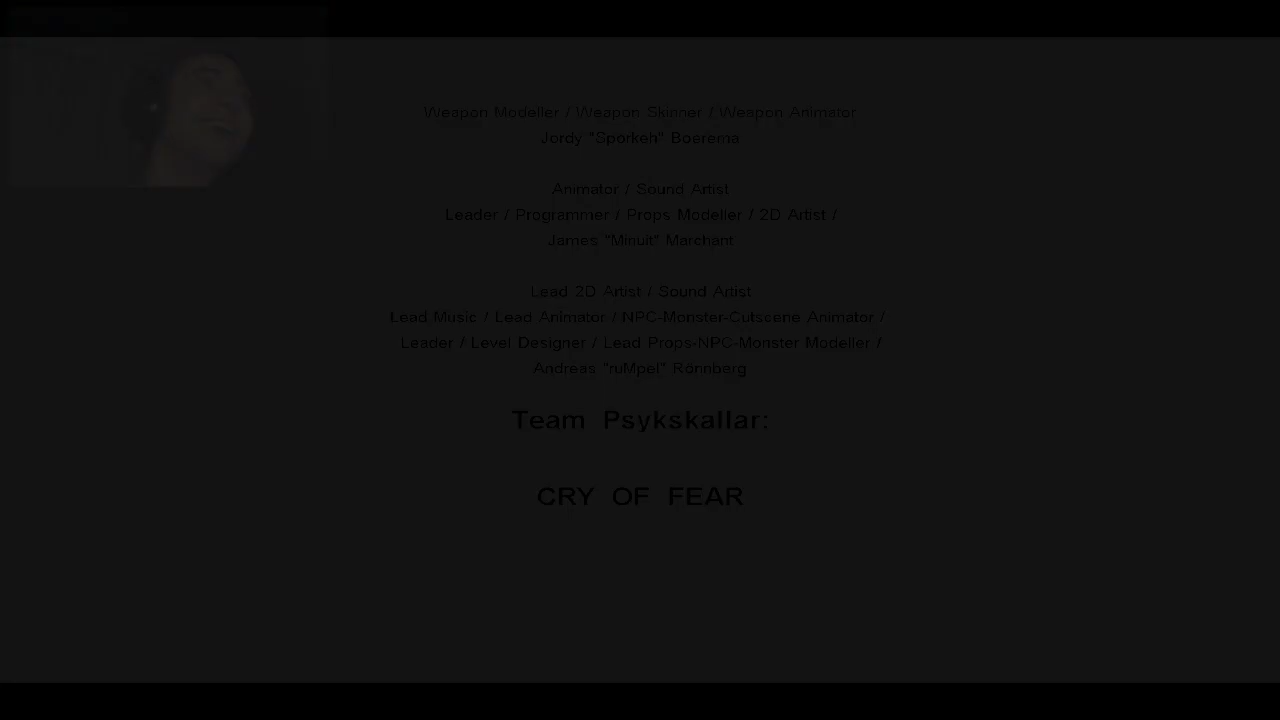 Weapon Modeller / Weapon Skinner / Weapon Animator
Jordy "Sporkeh" Boerema
Animator / Sound Artist
Leader / Programmer / Props Modeller / 2D Artist /
James "Minuit" Marchant
Lead 2D Artist / Sound Artist
Lead Music / Lead Animator / NPC-Monster-Cutscene Animator /
Leader / Level Designer / Lead Props-NPC-Monster Modeller /
Andreas "ruMpel" Rönnberg
Team Psykskallar:
CRY OF FEAR